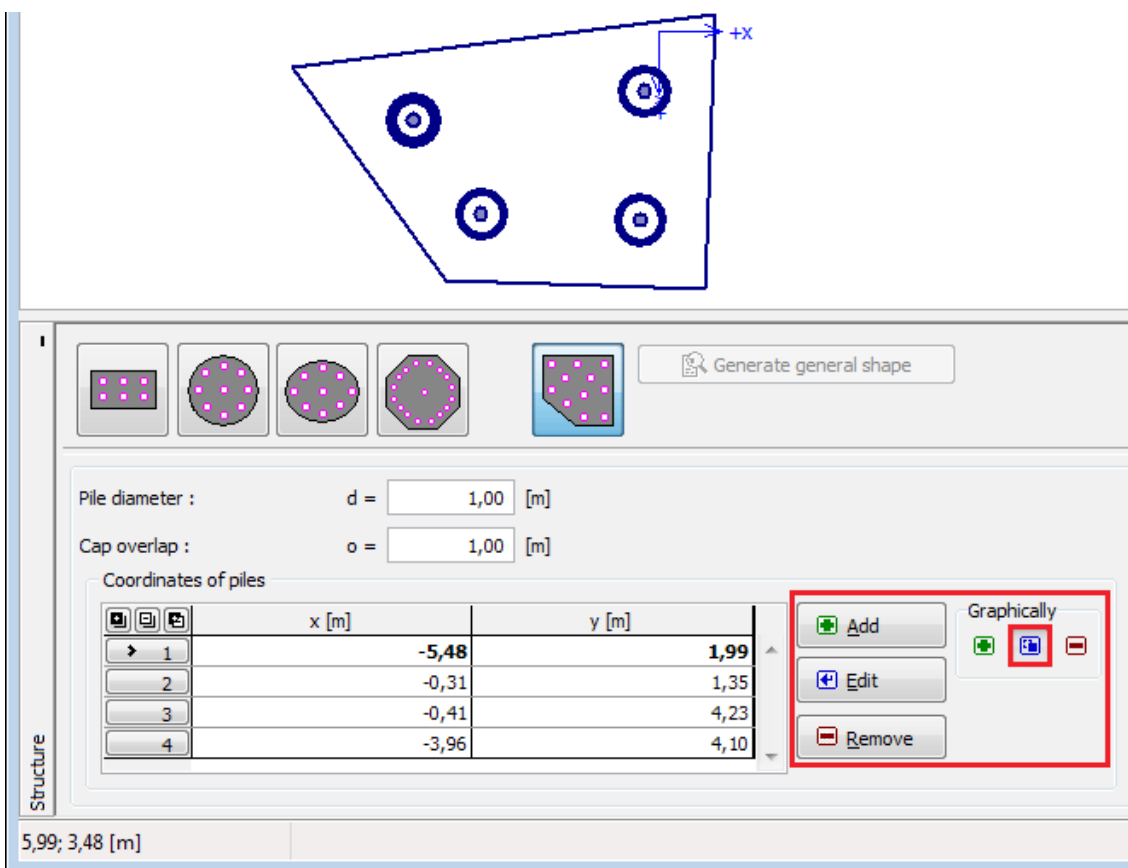 +X
+
Generate general shape
Pile diameter : d = 1,00 [m]
Cap overlap : o = 1,00 [m]
Coordinates of piles
x [m] y [m]
1 -5,48 1,99
2 -0,31 1,35
3 -0,41 4,23
4 -3,96 4,10
Add
Edit
Remove
Graphically
Structure
5,99; 3,48 [m]